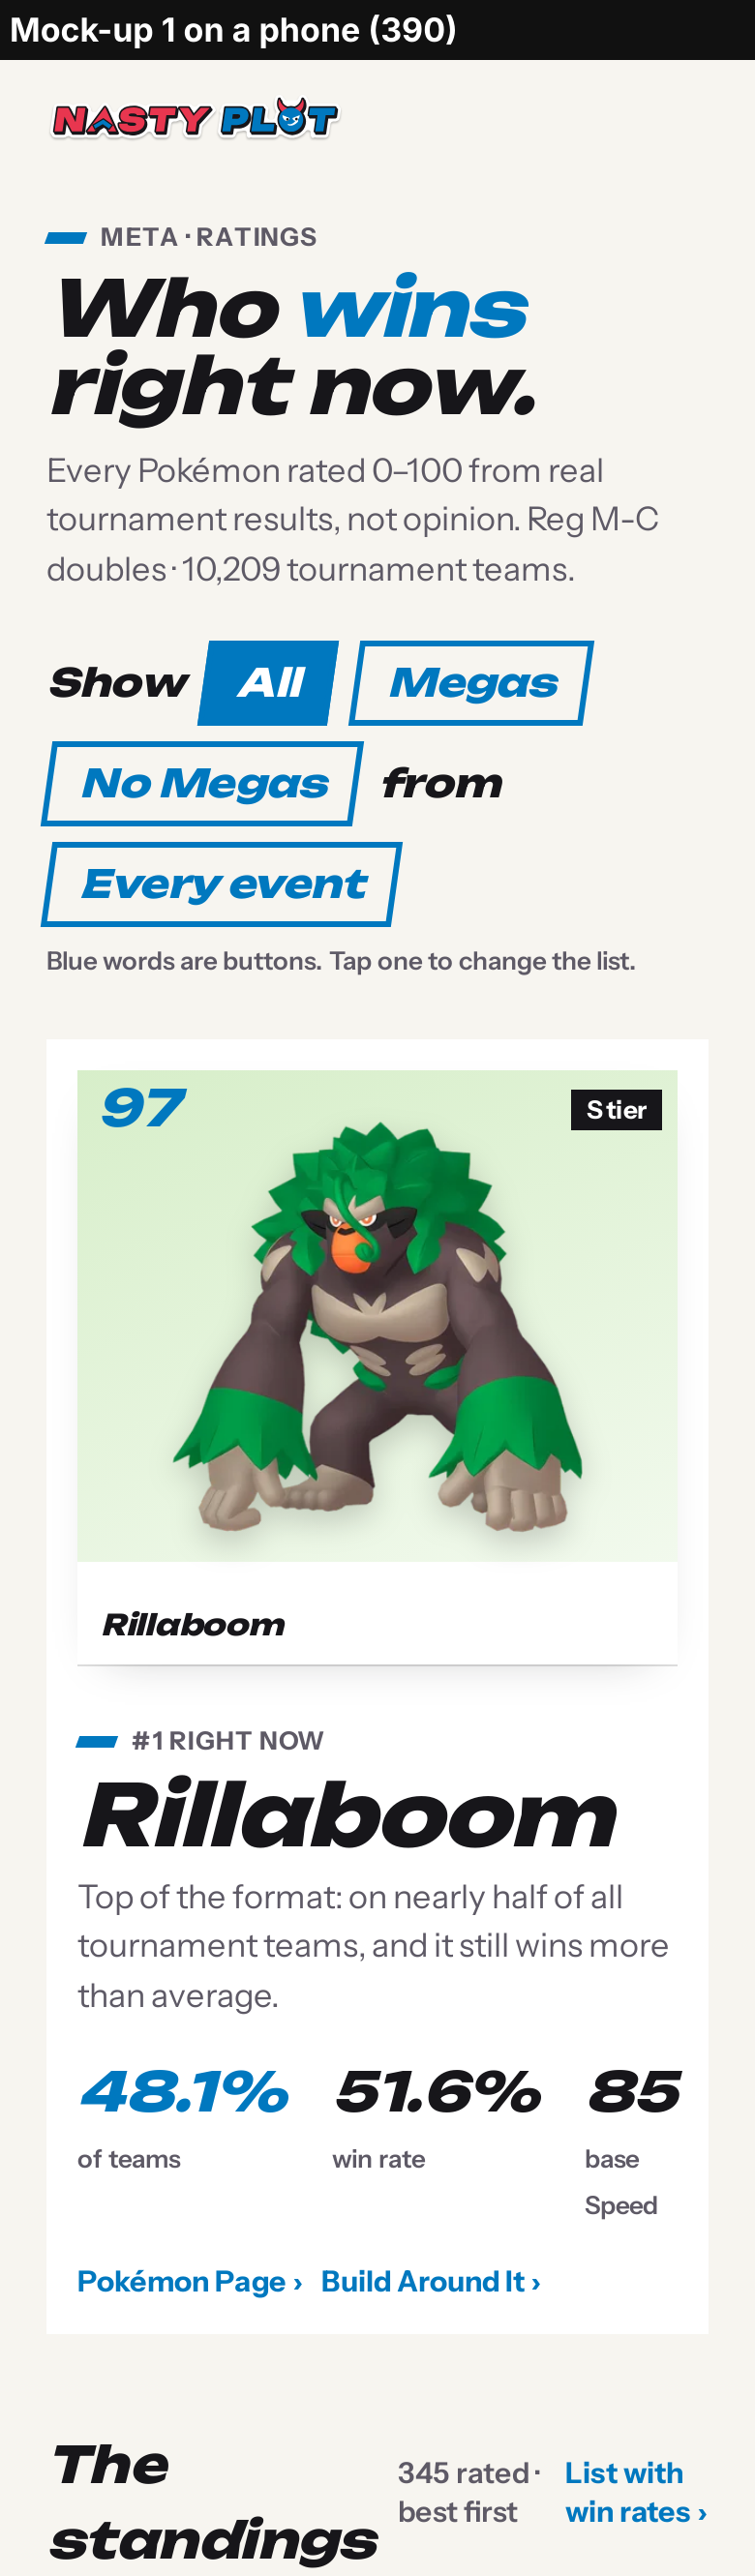 Mock-up 1 on a phone (390)
NASTY PLOT
META · RATINGS
Who wins
right now.
Every Pokémon rated 0–100 from real
tournament results, not opinion. Reg M-C
doubles · 10,209 tournament teams.
Show All Megas
No Megas from
Every event
Blue words are buttons. Tap one to change the list.
97
S tier
Rillaboom
#1 RIGHT NOW
Rillaboom
Top of the format: on nearly half of all
tournament teams, and it still wins more
than average.
48.1% 51.6% 85
of teams win rate base
Speed
Pokémon Page › Build Around It ›
The
standings
345 rated ·
best first
List with
win rates ›